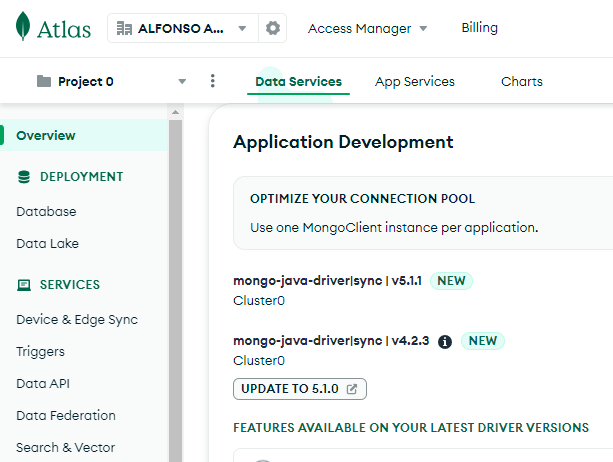 Atlas
ALFONSO A...
Access Manager
Billing
Project 0
Data Services
App Services
Charts
Overview
DEPLOYMENT
Database
Data Lake
SERVICES
Device & Edge Sync
Triggers
Data API
Data Federation
Search & Vector
Application Development
OPTIMIZE YOUR CONNECTION POOL
Use one MongoClient instance per application.
mongo-java-driver|sync | v5.1.1 NEW
Cluster0
mongo-java-driver|sync | v4.2.3 NEW
Cluster0
UPDATE TO 5.1.0
FEATURES AVAILABLE ON YOUR LATEST DRIVER VERSIONS